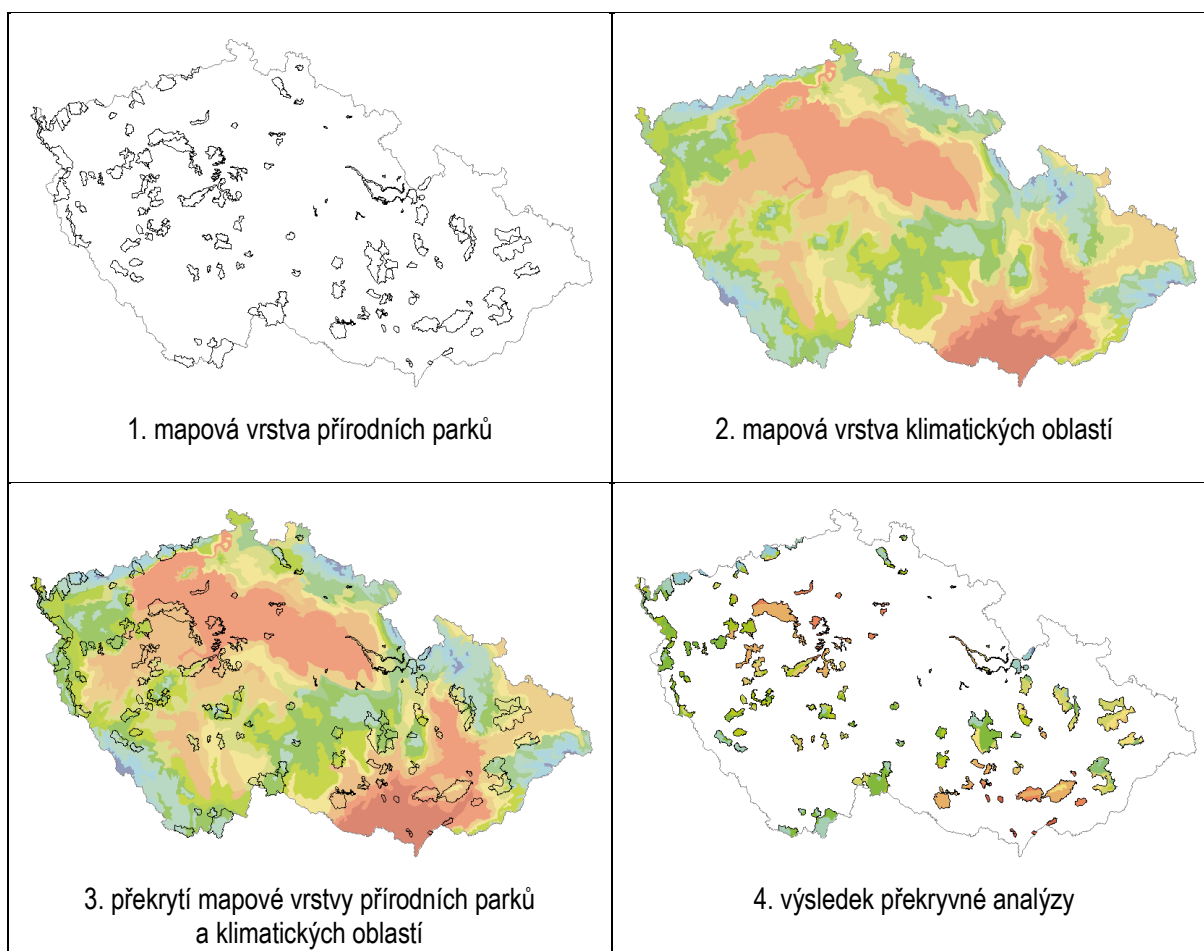 1. mapová vrstva přírodních parků
2. mapová vrstva klimatických oblastí
3. překrytí mapové vrstvy přírodních parků
a klimatických oblastí
4. výsledek překryvné analýzy